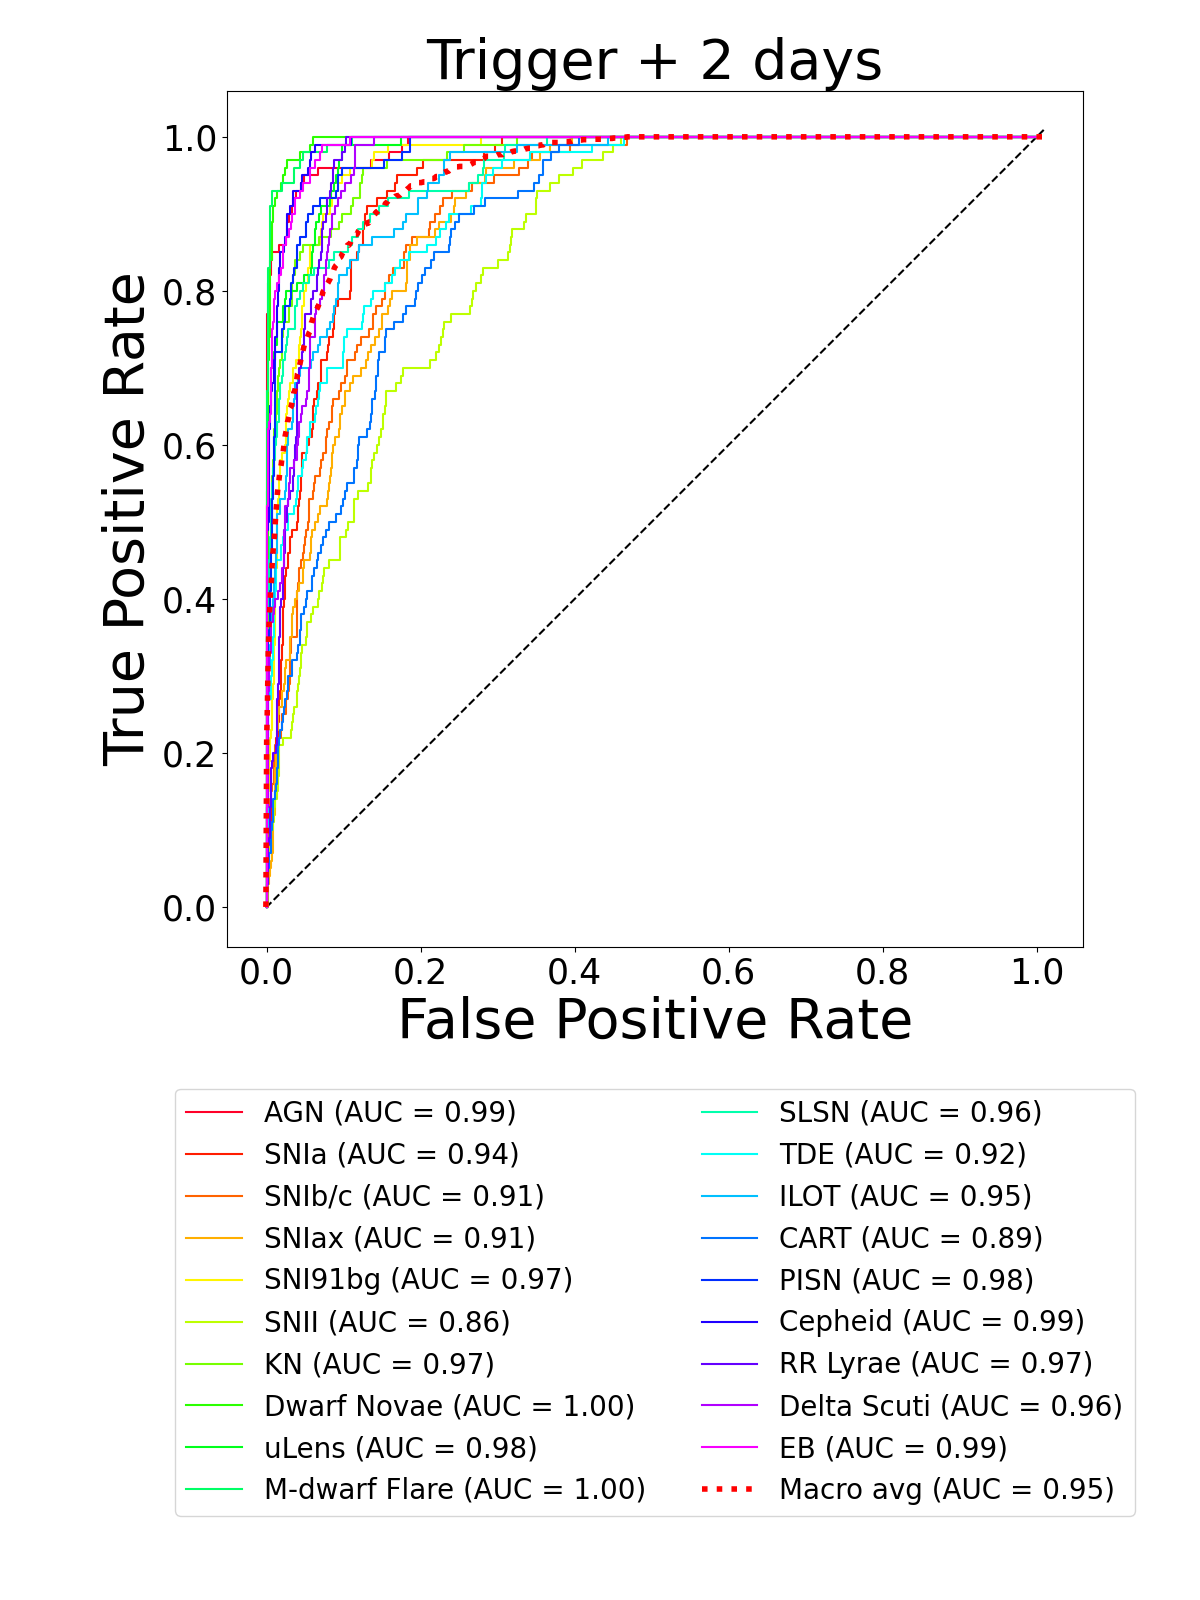 Trigger + 2 days
True Positive Rate
1.0
0.8
0.6
0.4
0.2
0.0
0.0 0.2 0.4 0.6 0.8 1.0
False Positive Rate
AGN (AUC = 0.99)
SNIa (AUC = 0.94)
SNIb/c (AUC = 0.91)
SNIax (AUC = 0.91)
SNI91bg (AUC = 0.97)
SNII (AUC = 0.86)
KN (AUC = 0.97)
Dwarf Novae (AUC = 1.00)
uLens (AUC = 0.98)
M-dwarf Flare (AUC = 1.00)
SLSN (AUC = 0.96)
TDE (AUC = 0.92)
ILOT (AUC = 0.95)
CART (AUC = 0.89)
PISN (AUC = 0.98)
Cepheid (AUC = 0.99)
RR Lyrae (AUC = 0.97)
Delta Scuti (AUC = 0.96)
EB (AUC = 0.99)
Macro avg (AUC = 0.95)